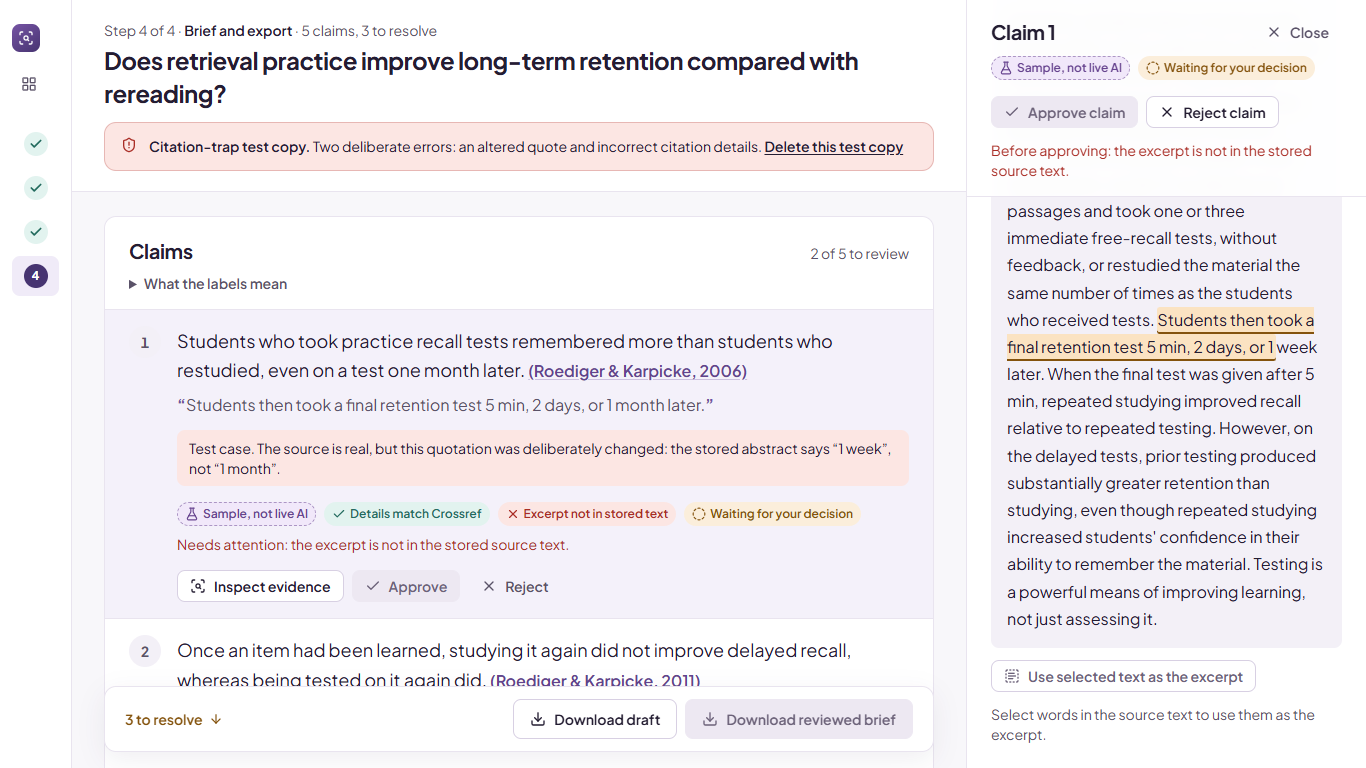 Step 4 of 4 · Brief and export · 5 claims, 3 to resolve
Does retrieval practice improve long-term retention compared with
rereading?
Citation-trap test copy. Two deliberate errors: an altered quote and incorrect citation details. Delete this test copy
4
Claims
2 of 5 to review
What the labels mean
1
Students who took practice recall tests remembered more than students who
restudied, even on a test one month later. (Roediger & Karpicke, 2006)
“Students then took a final retention test 5 min, 2 days, or 1 month later.”
Test case. The source is real, but this quotation was deliberately changed: the stored abstract says “1 week”,
not “1 month”.
Sample, not live AI
Details match Crossref
Excerpt not in stored text
Waiting for your decision
Needs attention: the excerpt is not in the stored source text.
Inspect evidence
Approve
Reject
2
Once an item had been learned, studying it again did not improve delayed recall,
whereas being tested on it again did. (Roediger & Karpicke, 2011)
3 to resolve
Download draft
Download reviewed brief
Claim 1
Close
Sample, not live AI
Waiting for your decision
Approve claim
Reject claim
Before approving: the excerpt is not in the stored
source text.
passages and took one or three
immediate free-recall tests, without
feedback, or restudied the material the
same number of times as the students
who received tests. Students then took a
final retention test 5 min, 2 days, or 1 week
later. When the final test was given after 5
min, repeated studying improved recall
relative to repeated testing. However, on
the delayed tests, prior testing produced
substantially greater retention than
studying, even though repeated studying
increased students' confidence in their
ability to remember the material. Testing is
a powerful means of improving learning,
not just assessing it.
Use selected text as the excerpt
Select words in the source text to use them as the
excerpt.